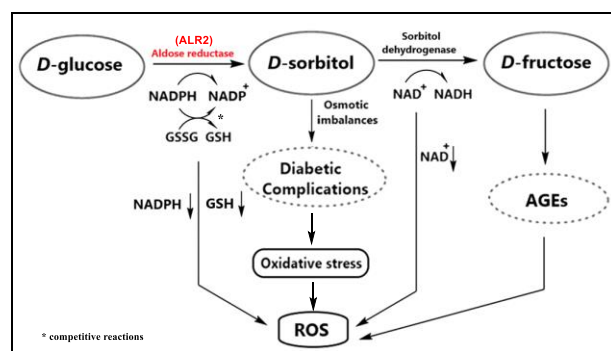 (ALR2)
Aldose reductase
Sorbitol
dehydrogenase
D-glucose
D-sorbitol
D-fructose
NADPH NADP+
*
GSSG GSH
Osmotic
imbalances
NAD+ NADH
Diabetic
Complications
NAD+
NADPH
GSH
AGEs
Oxidative stress
ROS
* competitive reactions